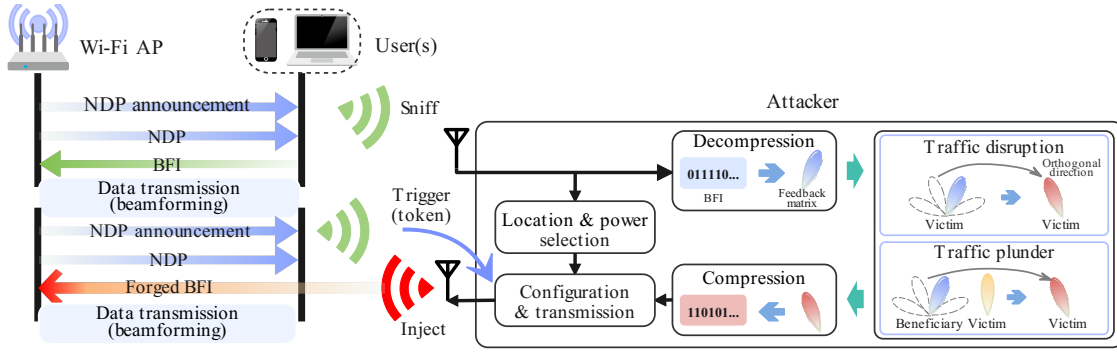 Wi-Fi AP
User(s)
NDP announcement
NDP
BFI
Data transmission
(beamforming)
NDP announcement
NDP
Forged BFI
Data transmission
(beamforming)
Sniff
Trigger
(token)
Inject
Attacker
Decompression
011110...
BFI
Feedback
matrix
Location & power
selection
Configuration
& transmission
Compression
110101...
Traffic disruption
Orthogonal
direction
Victim
Victim
Traffic plunder
Beneficiary
Victim
Victim